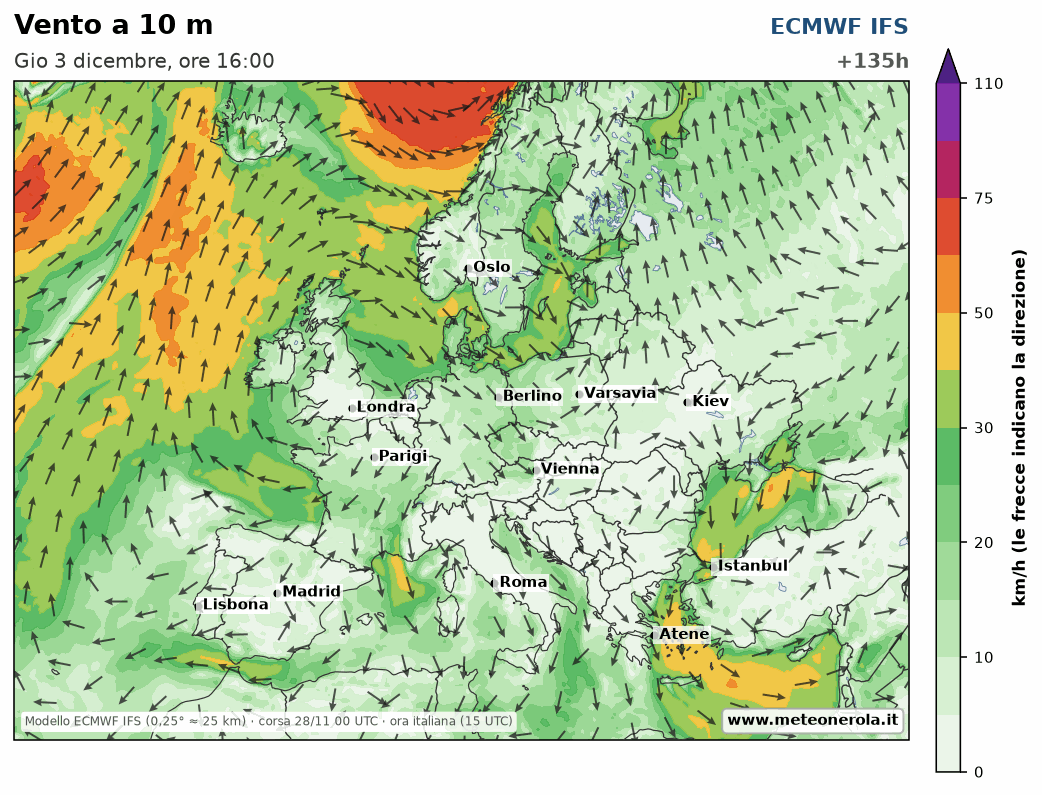 Vento a 10 m
ECMWF IFS
Gio 3 dicembre, ore 16:00
+135h
110
75
50
30
20
10
0
km/h (le frecce indicano la direzione)
Oslo
Berlino
Varsavia
Kiev
Londra
Parigi
Vienna
Istanbul
Roma
Madrid
Lisbona
Atene
Modello ECMWF IFS (0,25° ≈ 25 km) · corsa 28/11 00 UTC · ora italiana (15 UTC)
www.meteonerola.it